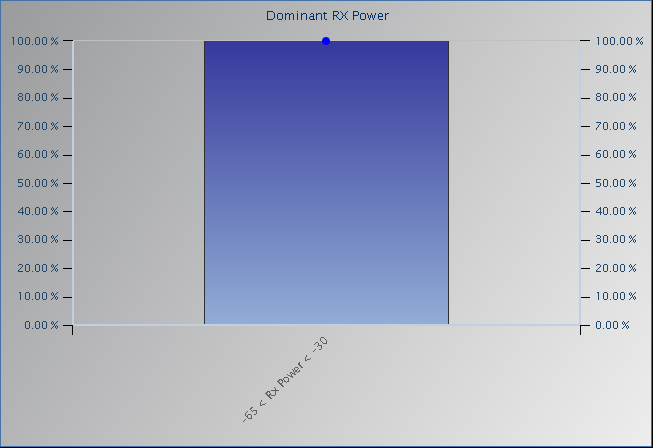 Dominant RX Power
100.00 % 100.00 %
90.00 % 90.00 %
80.00 % 80.00 %
70.00 % 70.00 %
60.00 % 60.00 %
50.00 % 50.00 %
40.00 % 40.00 %
30.00 % 30.00 %
20.00 % 20.00 %
10.00 % 10.00 %
0.00 % 0.00 %
-65 < Rx Power < -30